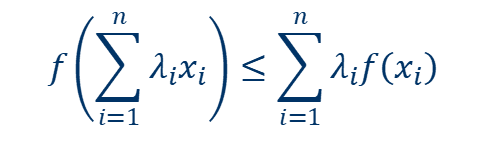 f(∑_{i=1}^{n} λ_i x_i) ≤ ∑_{i=1}^{n} λ_i f(x_i)